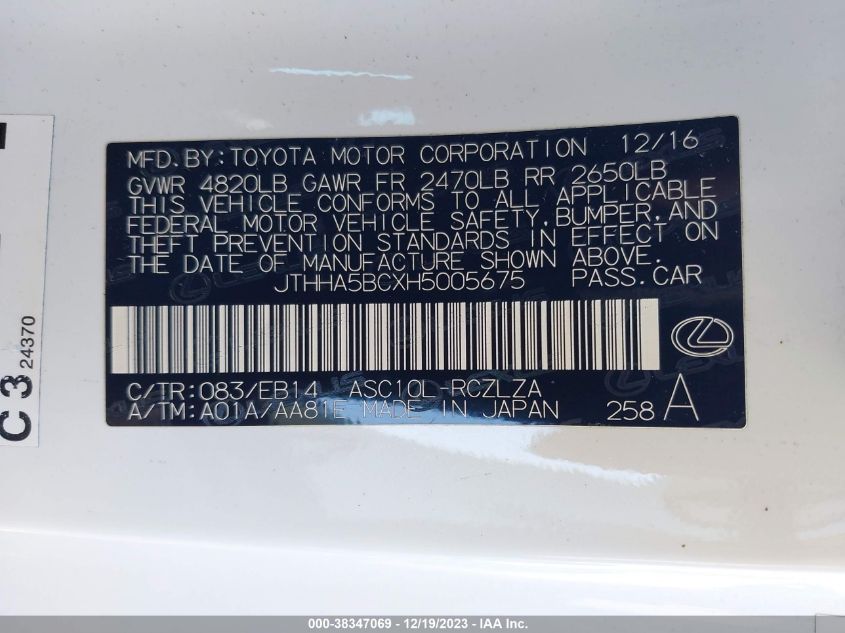 MFD. BY: TOYOTA MOTOR CORPORATION 12/16
GVWR 4820LB GAWR FR 2470LB RR 2650LB
THIS VEHICLE CONFORMS TO ALL APPLICABLE
FEDERAL MOTOR VEHICLE SAFETY, BUMPER, AND
THEFT PREVENTION STANDARDS IN EFFECT ON
THE DATE OF MANUFACTURE SHOWN ABOVE.
JTHHA5BCXH5005675 PASS. CAR
C/TR: 083/EB14 ASC10L-RCZLZA
A/TM: A01A/AA81E MADE IN JAPAN 258 A
C3 24370
000-38347069 - 12/19/2023 - IAA Inc.